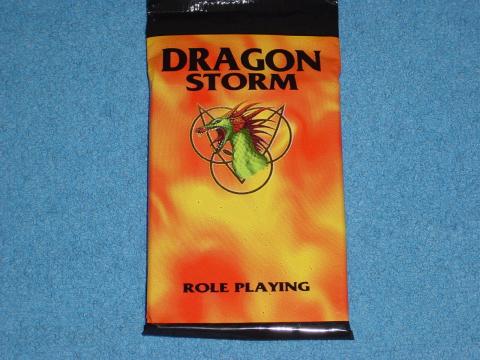 DRAGON
STORM
ROLE PLAYING